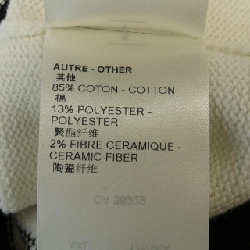 AUTRE - OTHER
其他
85% COTON - COTTON
棉
13% POLYESTER -
POLYESTER
聚酯纤维
2% FIBRE CERAMIQUE -
CERAMIC FIBER
陶瓷纤维